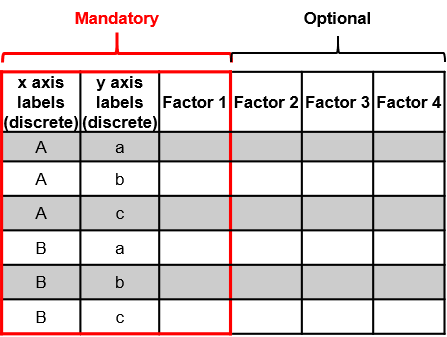 Mandatory Optional
x axis labels (discrete) y axis labels (discrete) Factor 1 Factor 2 Factor 3 Factor 4
A a
A b
A c
B a
B b
B c